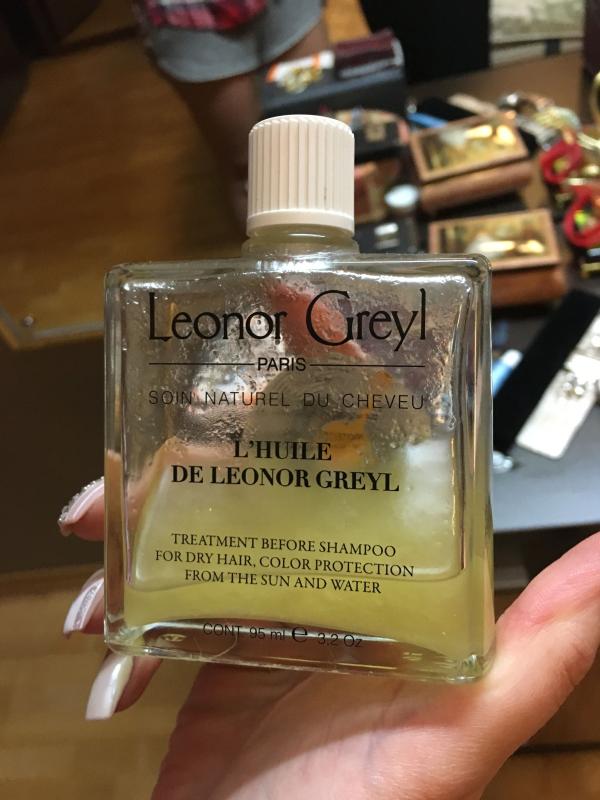 Leonor Greyl
PARIS
SOIN NATUREL DU CHEVEU
L'HUILE
DE LEONOR GREYL
TREATMENT BEFORE SHAMPOO
FOR DRY HAIR, COLOR PROTECTION
FROM THE SUN AND WATER
CONT 95 ml ℮ 3,2 Oz